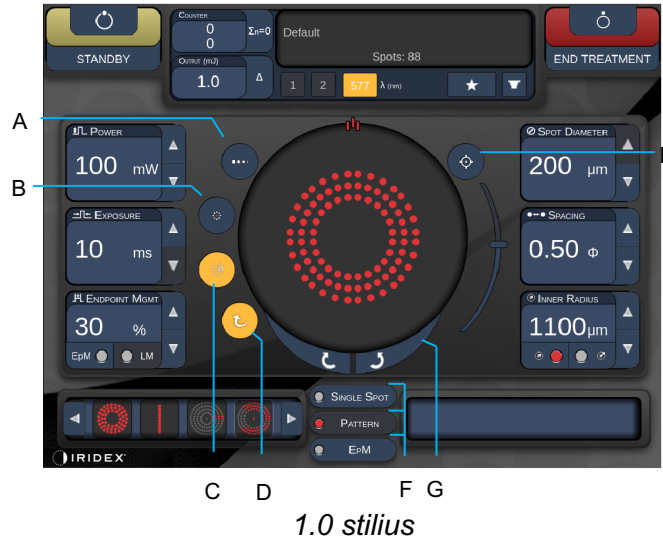 STANDBY
COUNTER
0
0
Σn=0
OUTPUT (mJ)
1.0
Δ
Default
Spots: 88
1 2 577 λ (nm)
END TREATMENT
A
B
POWER
100 mW
EXPOSURE
10 ms
ENDPOINT MGMT
30 %
EPM LM
SPOT DIAMETER
200 μm
SPACING
0.50 Φ
INNER RADIUS
1100 μm
SINGLE SPOT
PATTERN
EPM
IRIDEX
C D F G
1.0 stilius